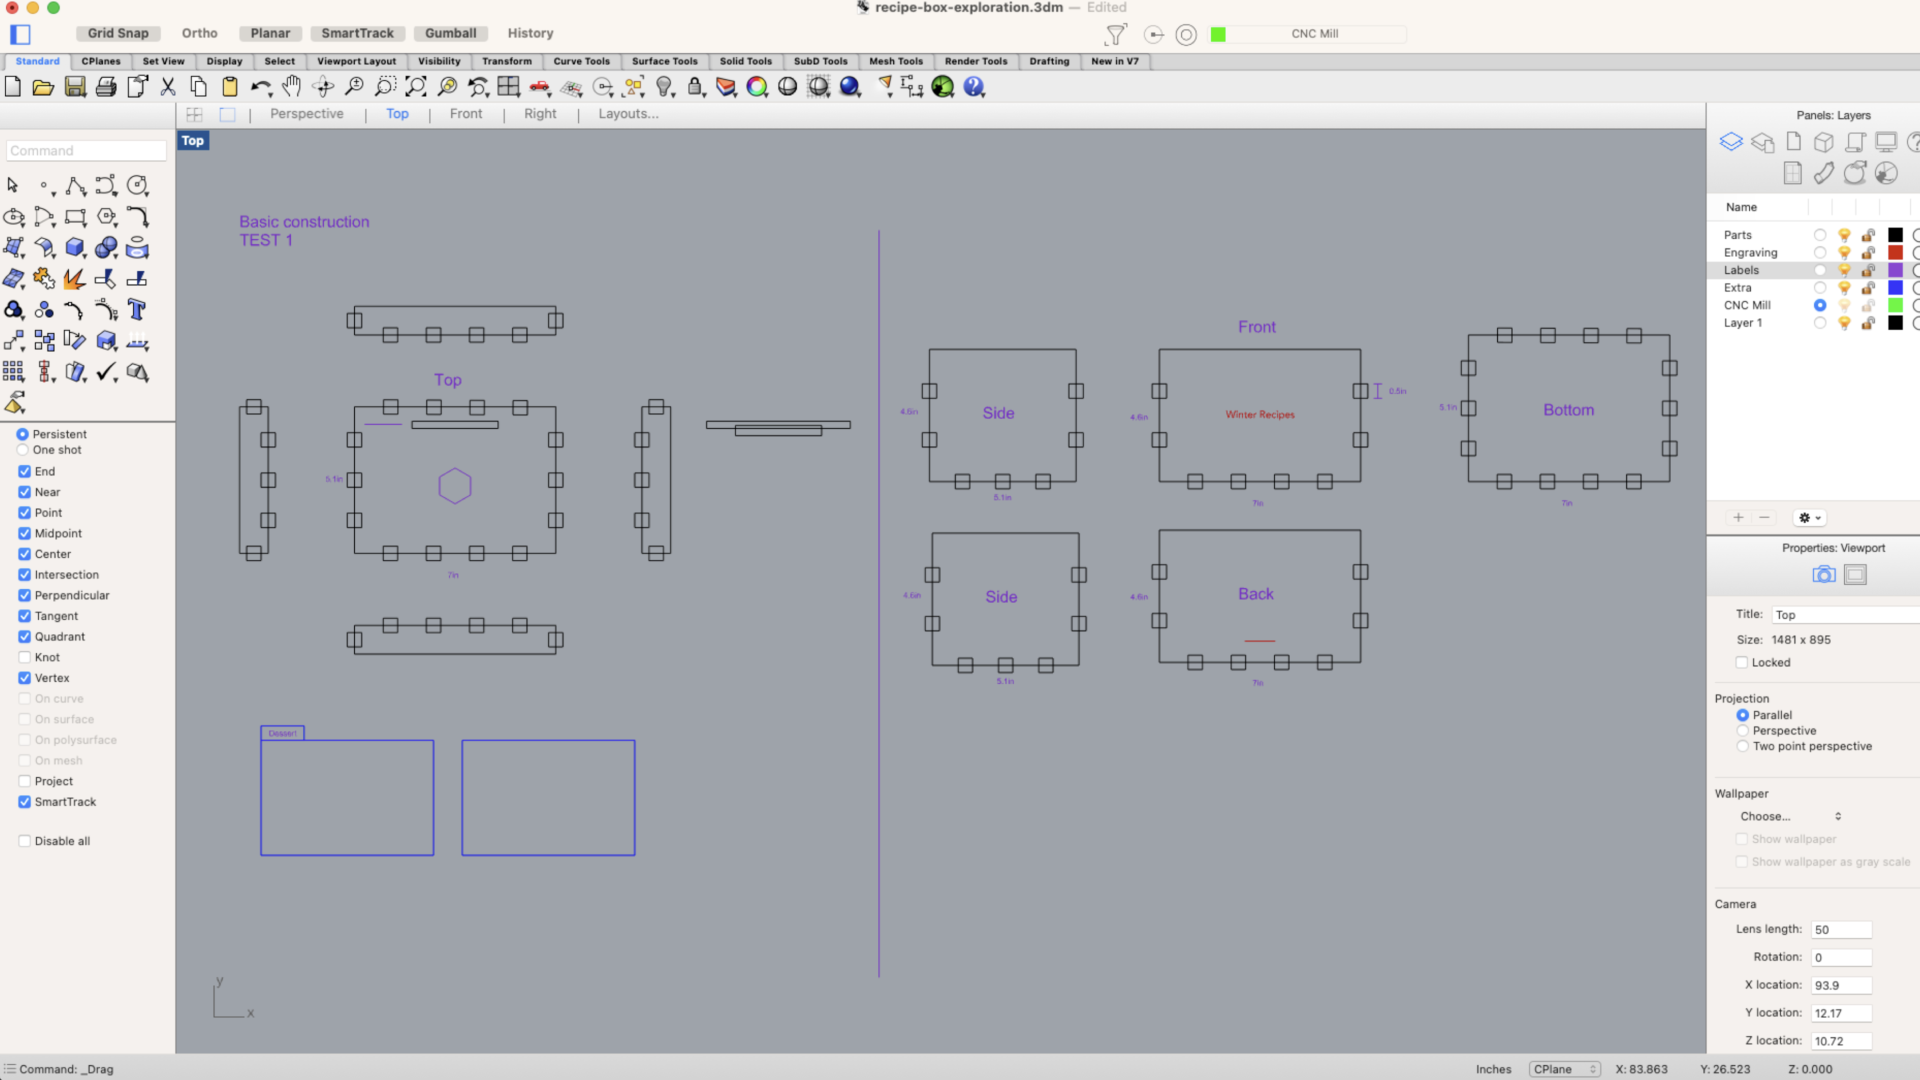 recipe-box-exploration.3dm — Edited
Grid Snap
Ortho
Planar
SmartTrack
Gumball
History
CNC Mill
Standard
CPlanes
Set View
Display
Select
Viewport Layout
Visibility
Transform
Curve Tools
Surface Tools
Solid Tools
SubD Tools
Mesh Tools
Render Tools
Drafting
New in V7
Perspective
Top
Front
Right
Layouts...
Panels: Layers
Top
Command
Name
Parts
Engraving
Labels
Extra
CNC Mill
Layer 1
Basic construction
TEST 1
Top
5.1in
7in
Front
Side
4.6in
5.1in
Winter Recipes
4.6in
7in
0.5in
Bottom
5.1in
7in
Side
4.6in
5.1in
Back
4.6in
7in
Dessert
y
x
Persistent
One shot
End
Near
Point
Midpoint
Center
Intersection
Perpendicular
Tangent
Quadrant
Knot
Vertex
On curve
On surface
On polysurface
On mesh
Project
SmartTrack
Disable all
Properties: Viewport
Title: Top
Size: 1481 x 895
Locked
Projection
Parallel
Perspective
Two point perspective
Wallpaper
Choose...
Show wallpaper
Show wallpaper as gray scale
Camera
Lens length: 50
Rotation: 0
X location: 93.9
Y location: 12.17
Z location: 10.72
Command: _Drag
Inches
CPlane
X: 83.863
Y: 26.523
Z: 0.000